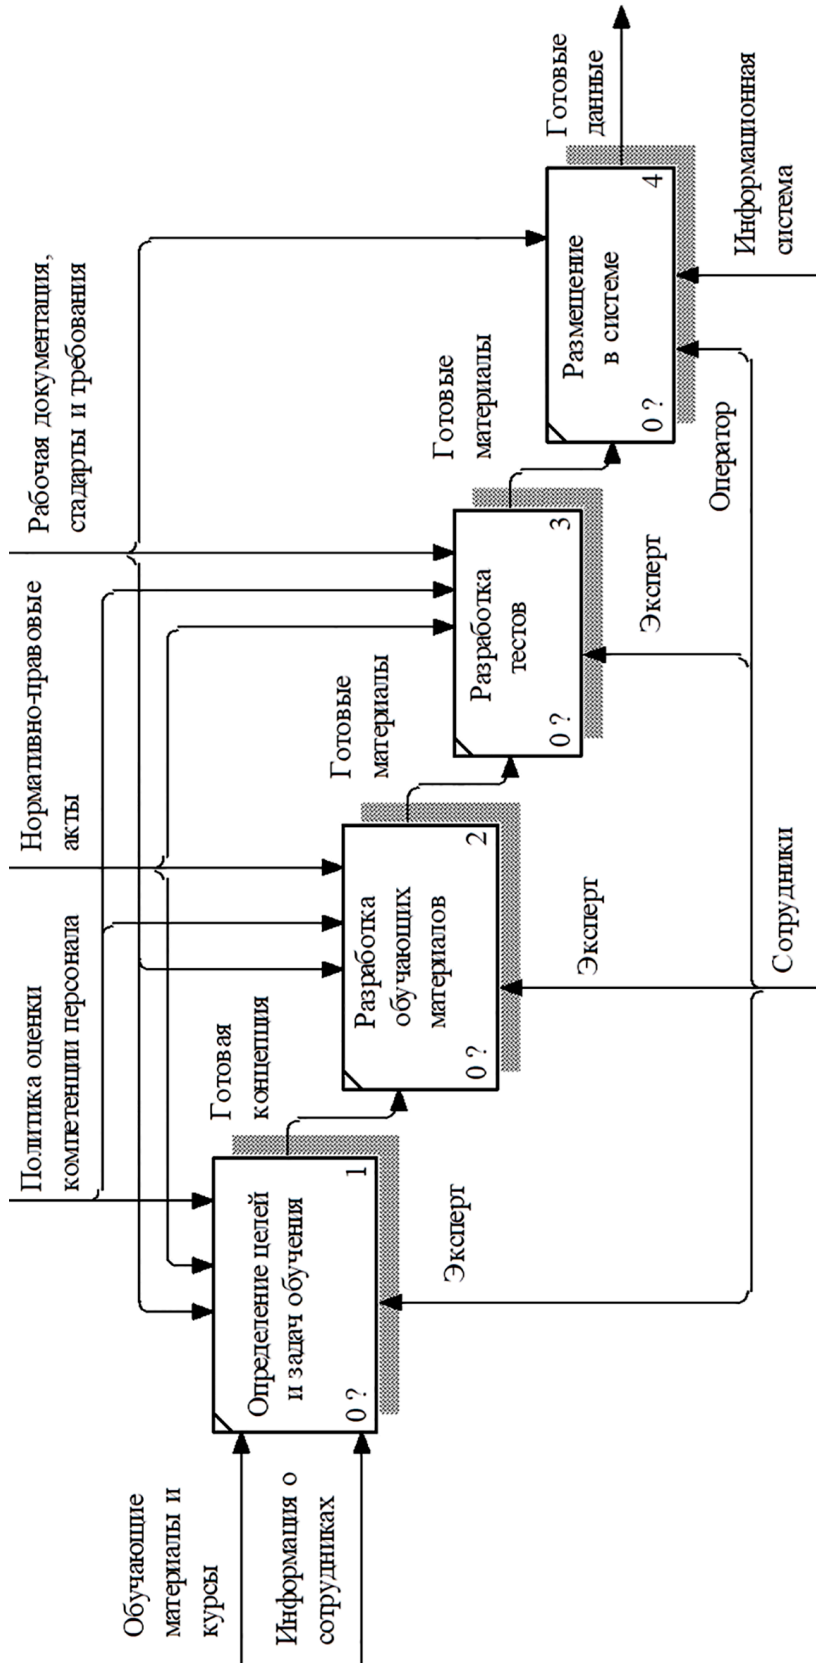 Политика оценки
компетенции персонала
Нормативно-правовые
акты
Рабочая документация,
стадарты и требования
Обучающие
материалы и
курсы
Информация о
сотрудниках
Определение целей
и задач обучения
0 ?
1
Готовая
концепция
Эксперт
Разработка
обучающих
материалов
0 ?
2
Готовые
материалы
Эксперт
Разработка
тестов
0 ?
3
Готовые
материалы
Эксперт
Размещение
в системе
0 ?
4
Готовые
данные
Оператор
Сотрудники
Информационная
система